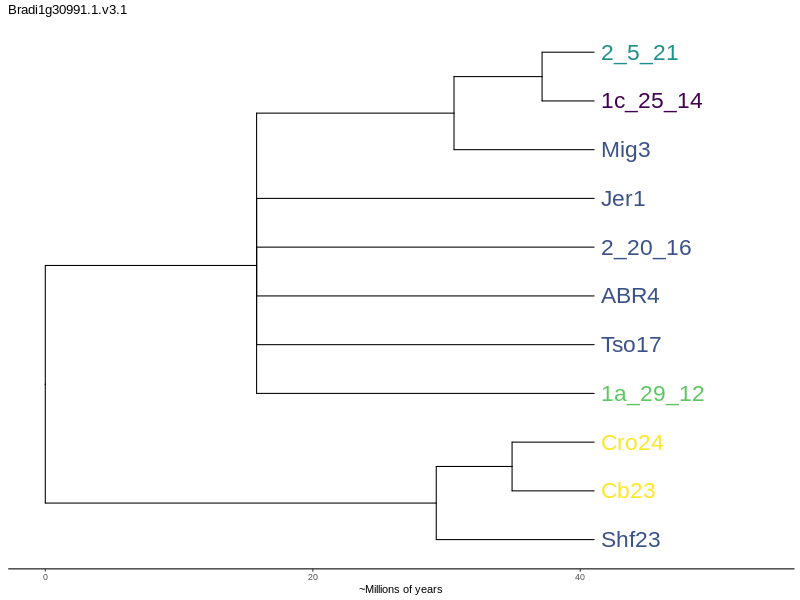 Bradi1g30991.1.v3.1
2_5_21
1c_25_14
Mig3
Jer1
2_20_16
ABR4
Tso17
1a_29_12
Cro24
Cb23
Shf23
0 20 40
~Millions of years